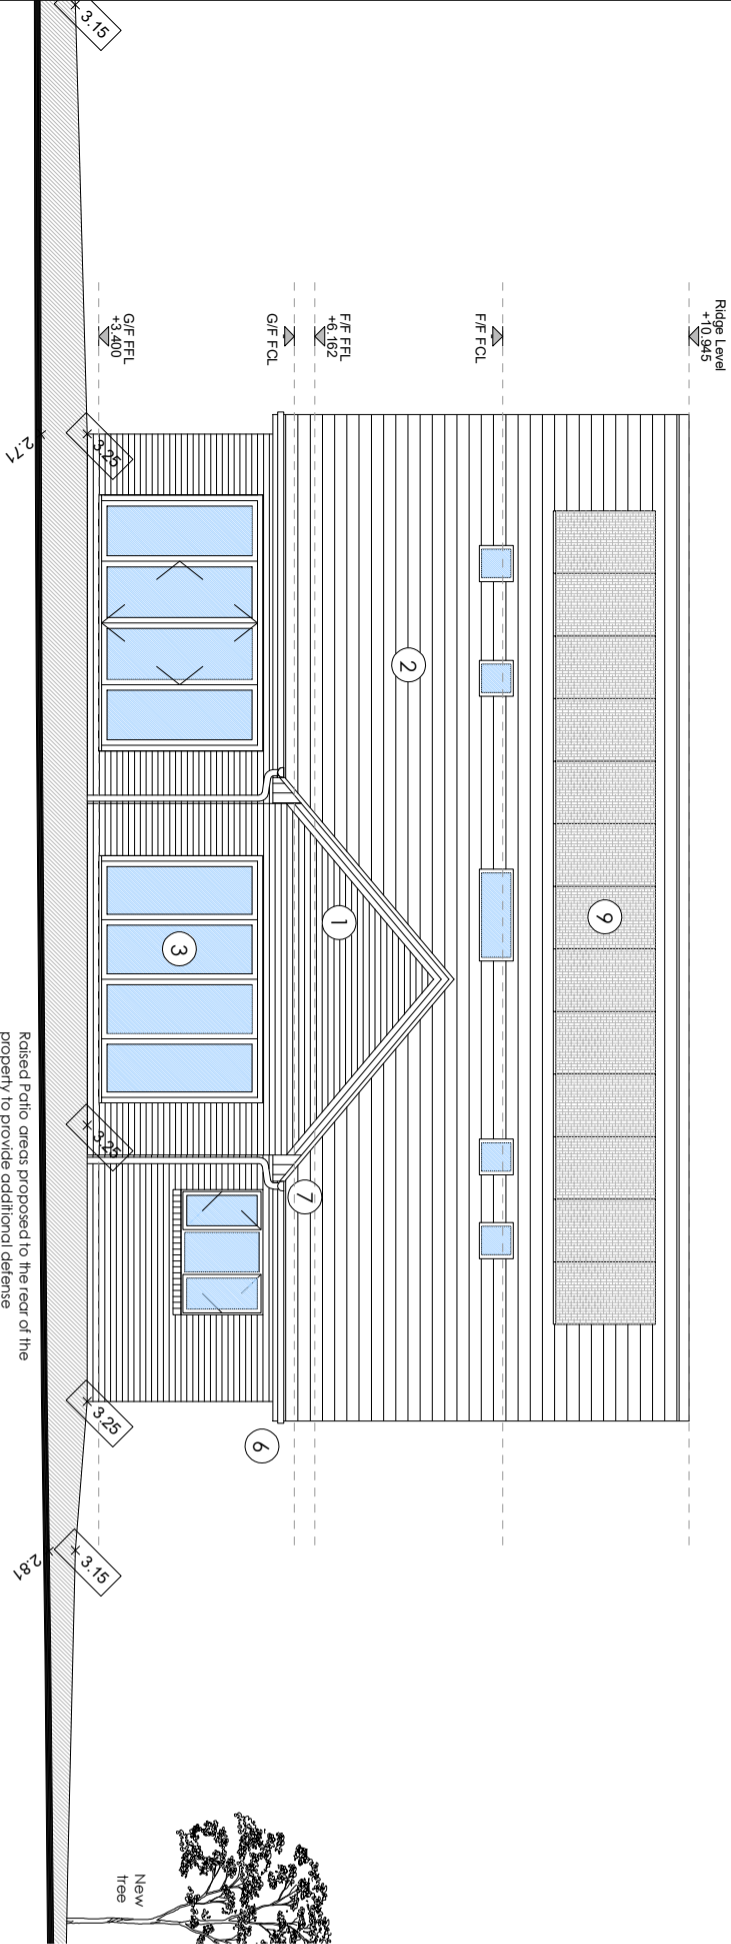 Ridge Level
+10.945
9
F/F FCL
2
F/F FFL
+6.162
1
G/F FCL
7
6
3
G/F FFL
+3.400
New
tree
3.15
3.25
3.25
3.25
3.15
2.71
2.81
Raised Patio areas proposed to the rear of the
property to provide additional defense